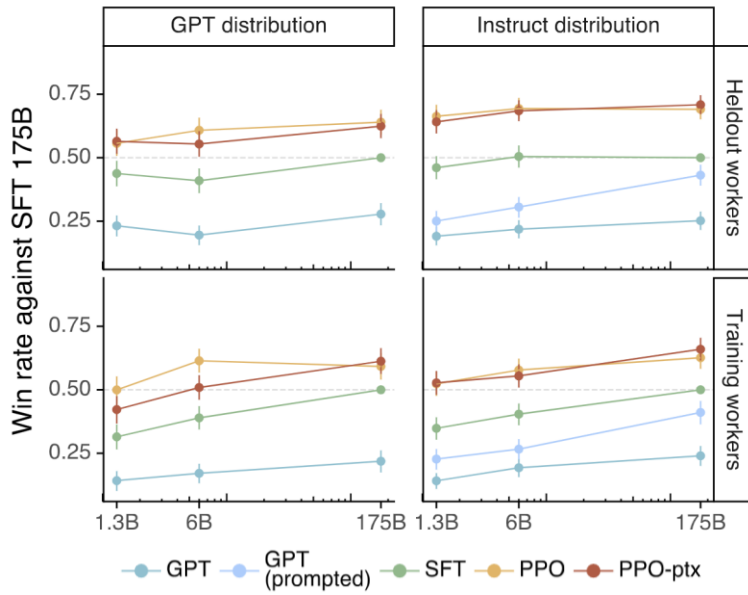 GPT distribution
Instruct distribution
Win rate against SFT 175B
0.75
0.50
0.25
Heldout workers
0.75
0.50
0.25
Training workers
1.3B 6B 175B
1.3B 6B 175B
GPT
GPT
(prompted)
SFT
PPO
PPO-ptx